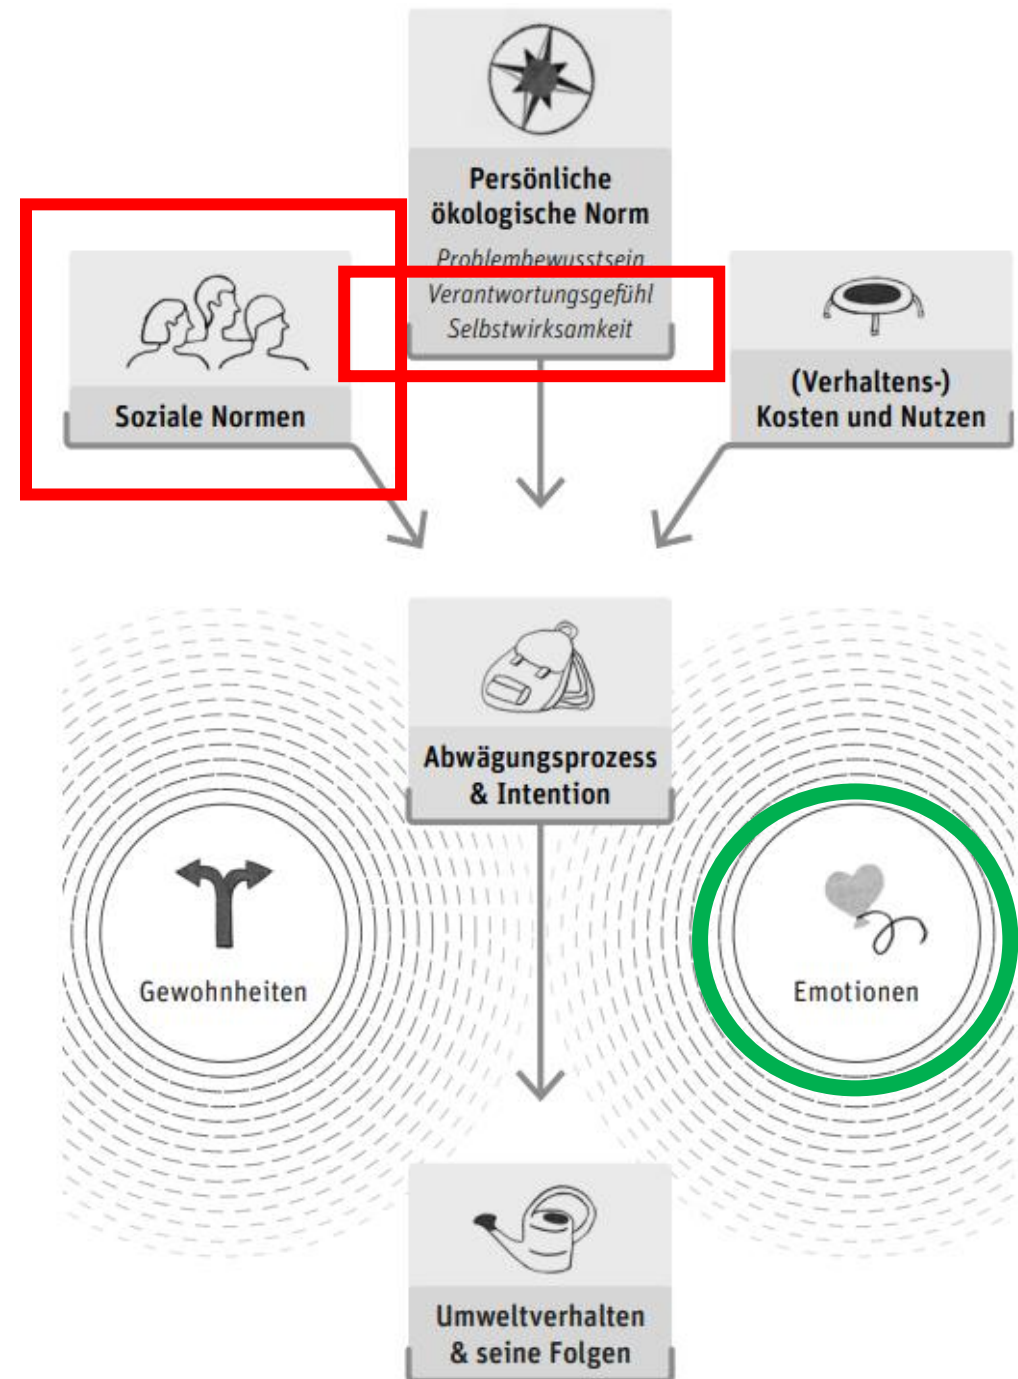 Persönliche
ökologische Norm
Problembewusstsein
Verantwortungsgefühl
Selbstwirksamkeit
Soziale Normen
(Verhaltens-)
Kosten und Nutzen
Abwägungsprozess
& Intention
Gewohnheiten
Emotionen
Umweltverhalten
& seine Folgen